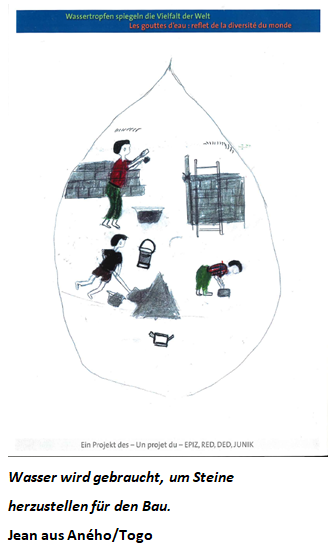 Wassertropfen spiegeln die Vielfalt der Welt
Les gouttes d'eau : reflet de la diversité du monde
Ein Projekt des – Un projet du – EPIZ, RED, DED, JUNIK
Wasser wird gebraucht, um Steine
herzustellen für den Bau.
Jean aus Aného/Togo